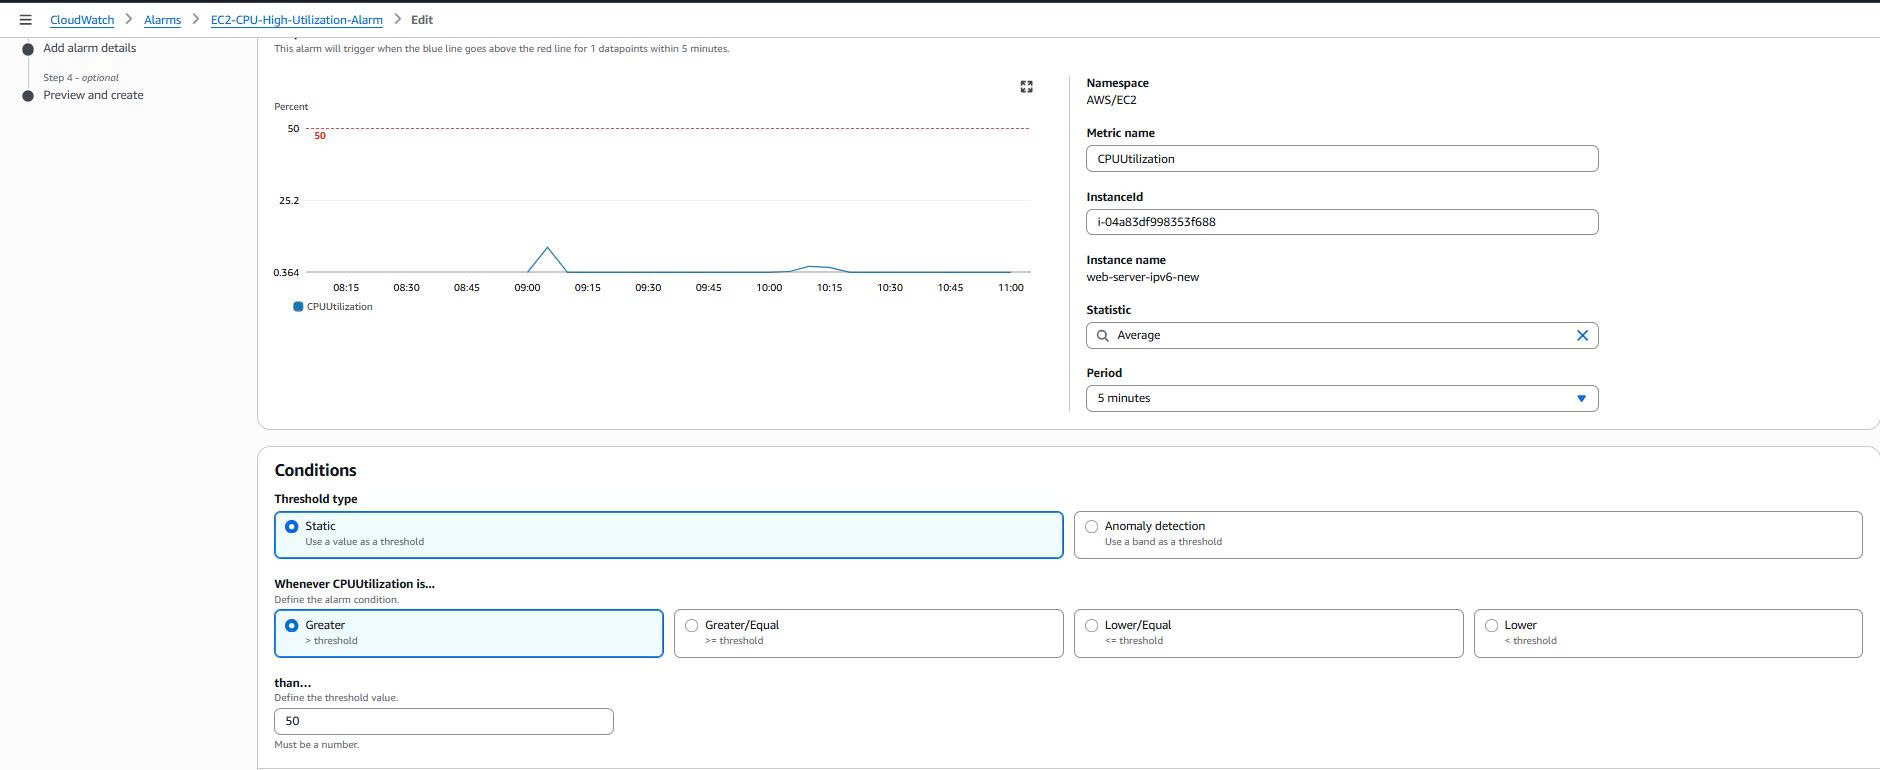 CloudWatch > Alarms > EC2-CPU-High-Utilization-Alarm > Edit
Add alarm details
Step 4 - optional
Preview and create
This alarm will trigger when the blue line goes above the red line for 1 datapoints within 5 minutes.
Percent
50
50
25.2
0.364
08:15 08:30 08:45 09:00 09:15 09:30 09:45 10:00 10:15 10:30 10:45 11:00
CPUUtilization
Namespace
AWS/EC2
Metric name
CPUUtilization
InstanceId
i-04a83df998353f688
Instance name
web-server-ipv6-new
Statistic
Average
Period
5 minutes
Conditions
Threshold type
Static
Use a value as a threshold
Anomaly detection
Use a band as a threshold
Whenever CPUUtilization is...
Define the alarm condition.
Greater
> threshold
Greater/Equal
>= threshold
Lower/Equal
<= threshold
Lower
< threshold
than...
Define the threshold value.
50
Must be a number.